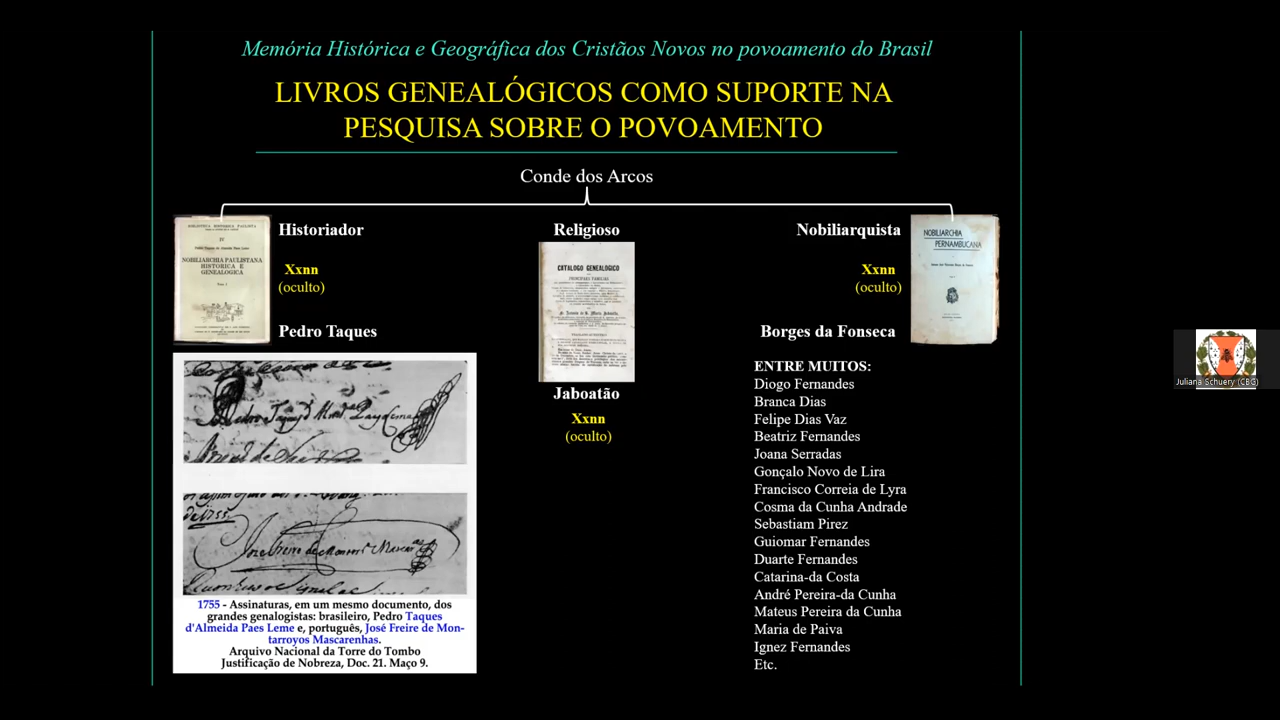 Memória Histórica e Geográfica dos Cristãos Novos no povoamento do Brasil
LIVROS GENEALÓGICOS COMO SUPORTE NA
PESQUISA SOBRE O POVOAMENTO
Conde dos Arcos
BIBLIOTHECA HISTORICA PAULISTA
IV
NOBILIARCHIA PAULISTANA
HISTORICA E
GENEALOGICA
Tomo I
Historiador
Xxnn
(oculto)
Pedro Taques
Religioso
CATALOGO GENEALOGICO
Jaboatão
Xxnn
(oculto)
Nobiliarquista
Xxnn
(oculto)
Borges da Fonseca
NOBILIARCHIA
PERNAMBUCANA
1755 - Assinaturas, em um mesmo documento, dos
grandes genalogistas: brasileiro, Pedro Taques
d'Almeida Paes Leme e, português, José Freire de Mon-
tarroyos Mascarenhas.
Arquivo Nacional da Torre do Tombo
Justificação de Nobreza, Doc. 21. Maço 9.
ENTRE MUITOS:
Diogo Fernandes
Branca Dias
Felipe Dias Vaz
Beatriz Fernandes
Joana Serradas
Gonçalo Novo de Lira
Francisco Correia de Lyra
Cosma da Cunha Andrade
Sebastiam Pirez
Guiomar Fernandes
Duarte Fernandes
Catarina-da Costa
André Pereira-da Cunha
Mateus Pereira da Cunha
Maria de Paiva
Ignez Fernandes
Etc.
Juliana Schuery (CBG)